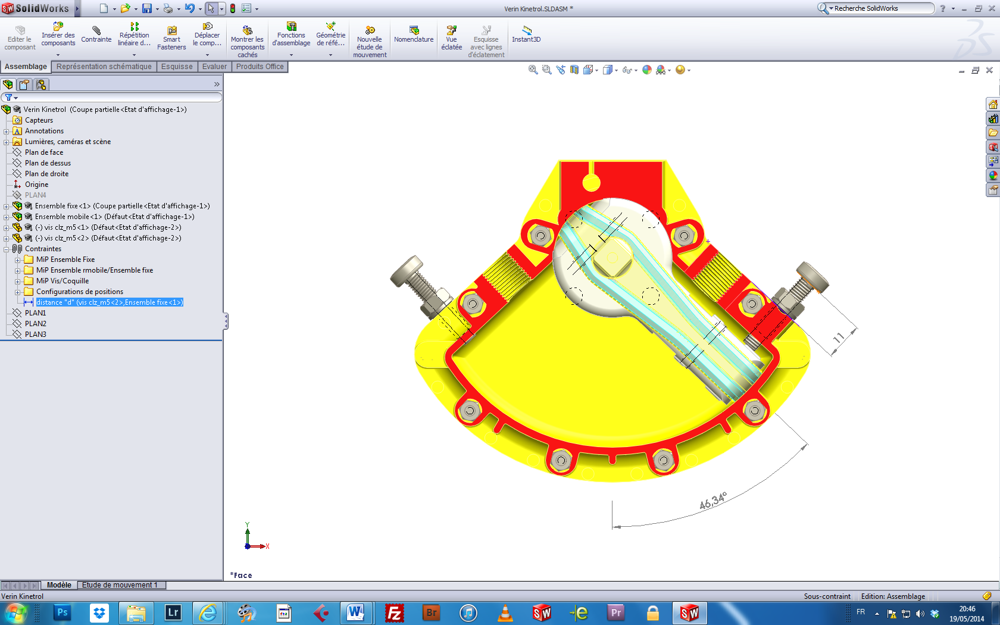 SolidWorks
Verin Kinetrol.SLDASM *
Recherche SolidWorks
Editer le
composant
Insérer des
composants
Contrainte
Répétition
linéaire d...
Smart
Fasteners
Déplacer
le comp...
Montrer les
composants
cachés
Fonctions
d'assemblage
Géométrie
de réfé...
Nouvelle
étude de
mouvement
Nomenclature
Vue
éclatée
Esquisse
avec lignes
d'éclatement
Instant3D
Assemblage
Représentation schématique
Esquisse
Evaluer
Produits Office
Verin Kinetrol (Coupe partielle<Etat d'affichage-1>)
Capteurs
Annotations
Lumières, caméras et scène
Plan de face
Plan de dessus
Plan de droite
Origine
PLAN4
Ensemble fixe<1> (Coupe partielle<Etat d'affichage-1>)
Ensemble mobile<1> (Défaut<Etat d'affichage-1>)
(-) vis clz_m5<1> (Défaut<Etat d'affichage-2>)
(-) vis clz_m5<2> (Défaut<Etat d'affichage-2>)
Contraintes
MiP Ensemble Fixe
MiP Ensemble rmobile/Ensemble fixe
MiP Vis/Coquille
Configurations de positions
distance "d" (vis clz_m5<2>,Ensemble fixe<1>)
PLAN1
PLAN2
PLAN3
11
46,34°
Y
X
*Face
Modèle
Etude de mouvement 1
Verin Kinetrol
Sous-contraint
Edition: Assemblage
Ps
Lr
W
Fz
Br
SW
e
Pr
SW
FR
20:46
19/05/2014